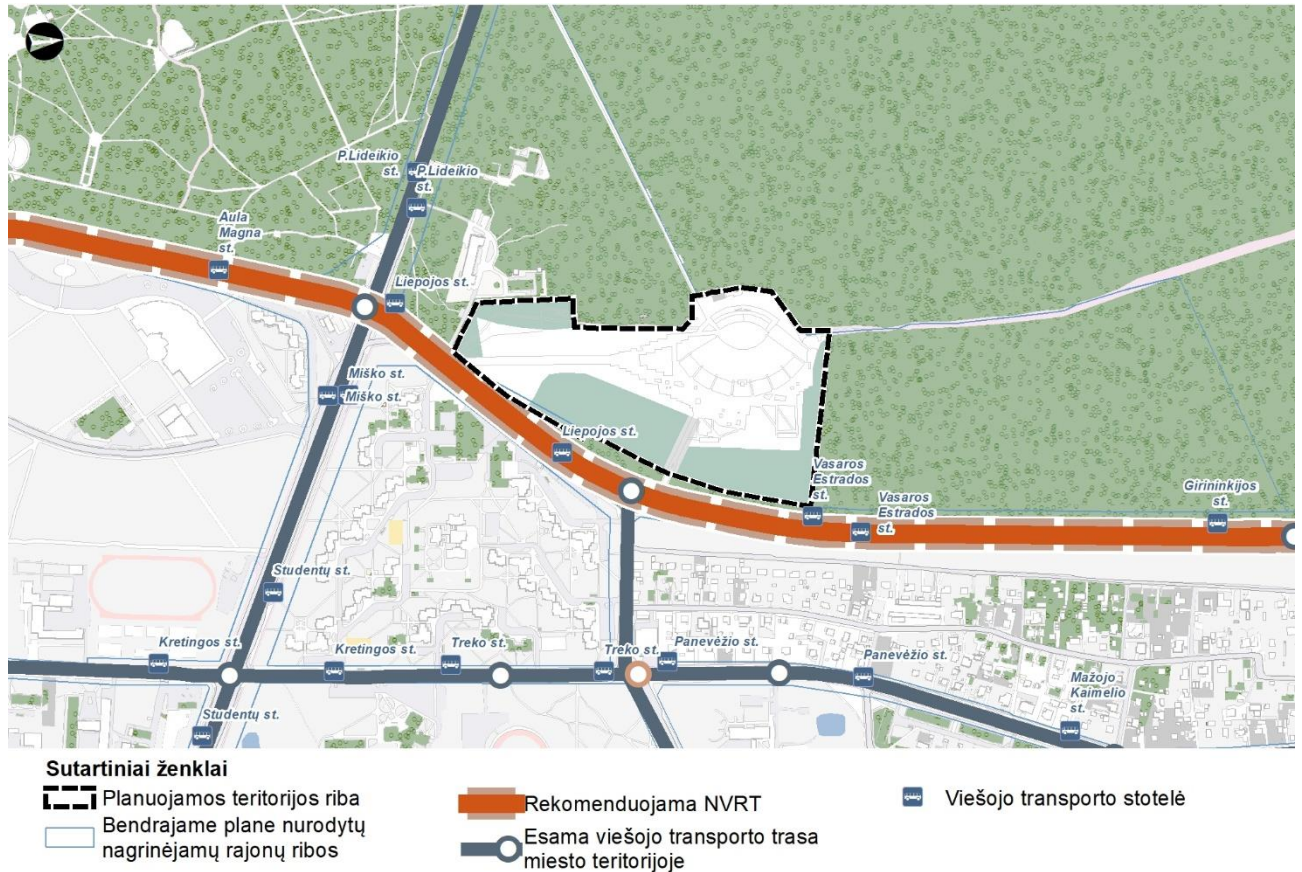 P.Lideikio
st.
P.Lideikio
st.
Aula
Magna
st.
Liepojos st.
Miško st.
Miško st.
Liepojos st.
Vasaros
Estrados
st.
Vasaros
Estrados
st.
Girininkijos
st.
Studentų st.
Kretingos st.
Kretingos st.
Treko st.
Treko st.
Panevėžio st.
Panevėžio st.
Mažojo
Kaimelio
st.
Studentų st.
Sutartiniai ženklai
Planuojamos teritorijos riba
Bendrajame plane nurodytų
nagrinėjamų rajonų ribos
Rekomenduojama NVRT
Esama viešojo transporto trasa
miesto teritorijoje
Viešojo transporto stotelė